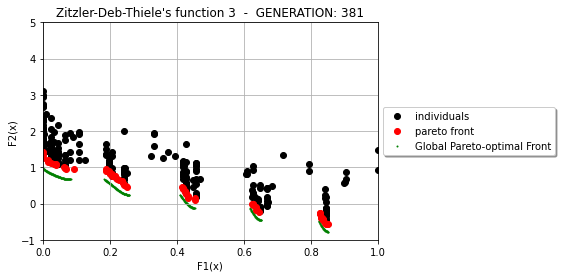 Zitzler-Deb-Thiele's function 3 - GENERATION: 381
5
4
3
2
1
0
−1
F2(x)
0.0 0.2 0.4 0.6 0.8 1.0
F1(x)
individuals
pareto front
Global Pareto-optimal Front